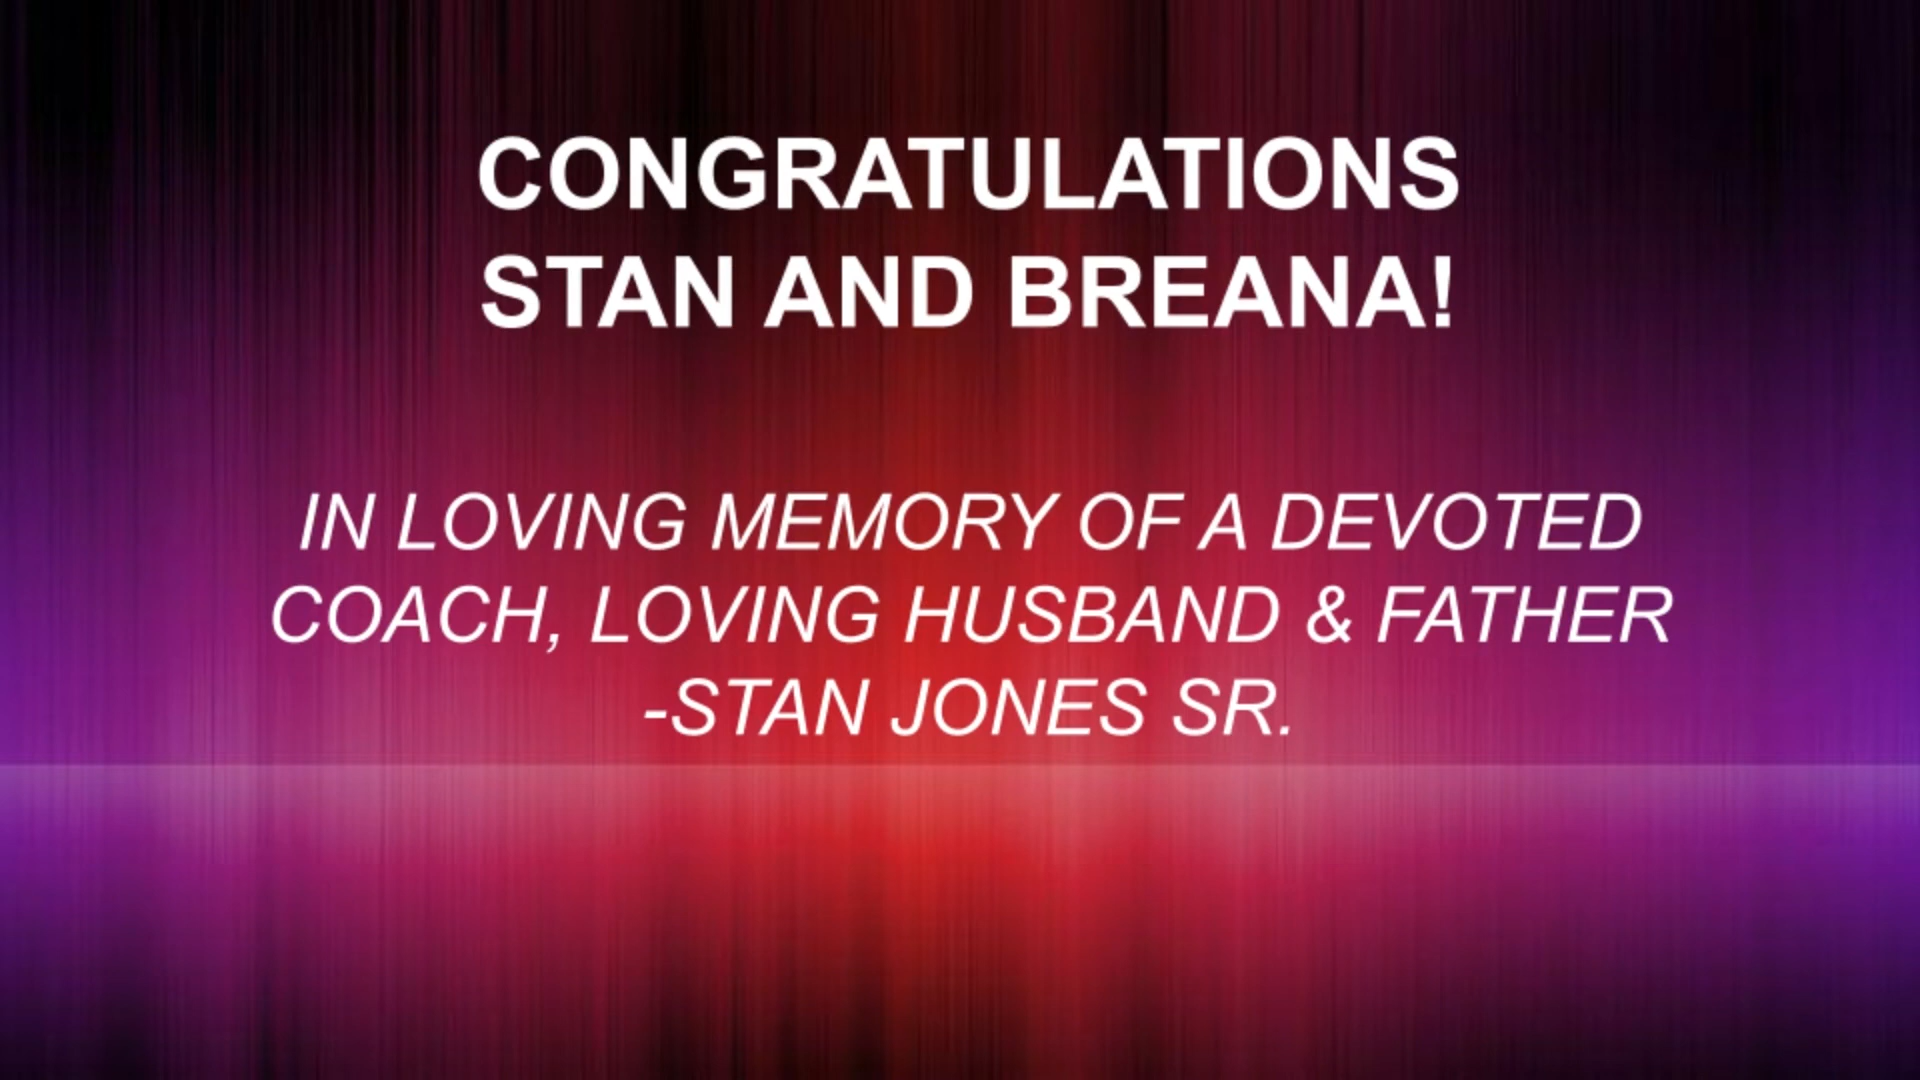 CONGRATULATIONS
STAN AND BREANA!
IN LOVING MEMORY OF A DEVOTED
COACH, LOVING HUSBAND & FATHER
-STAN JONES SR.